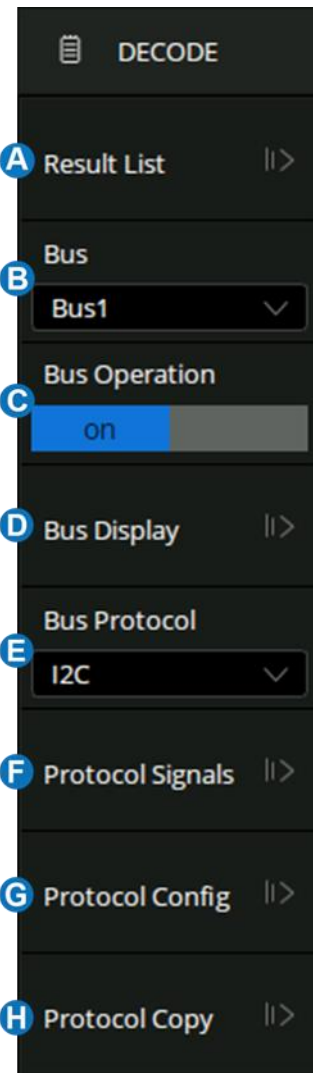 DECODE
A Result List
Bus
B
Bus1
Bus Operation
C
on
D Bus Display
Bus Protocol
E
I2C
F Protocol Signals
G Protocol Config
H Protocol Copy